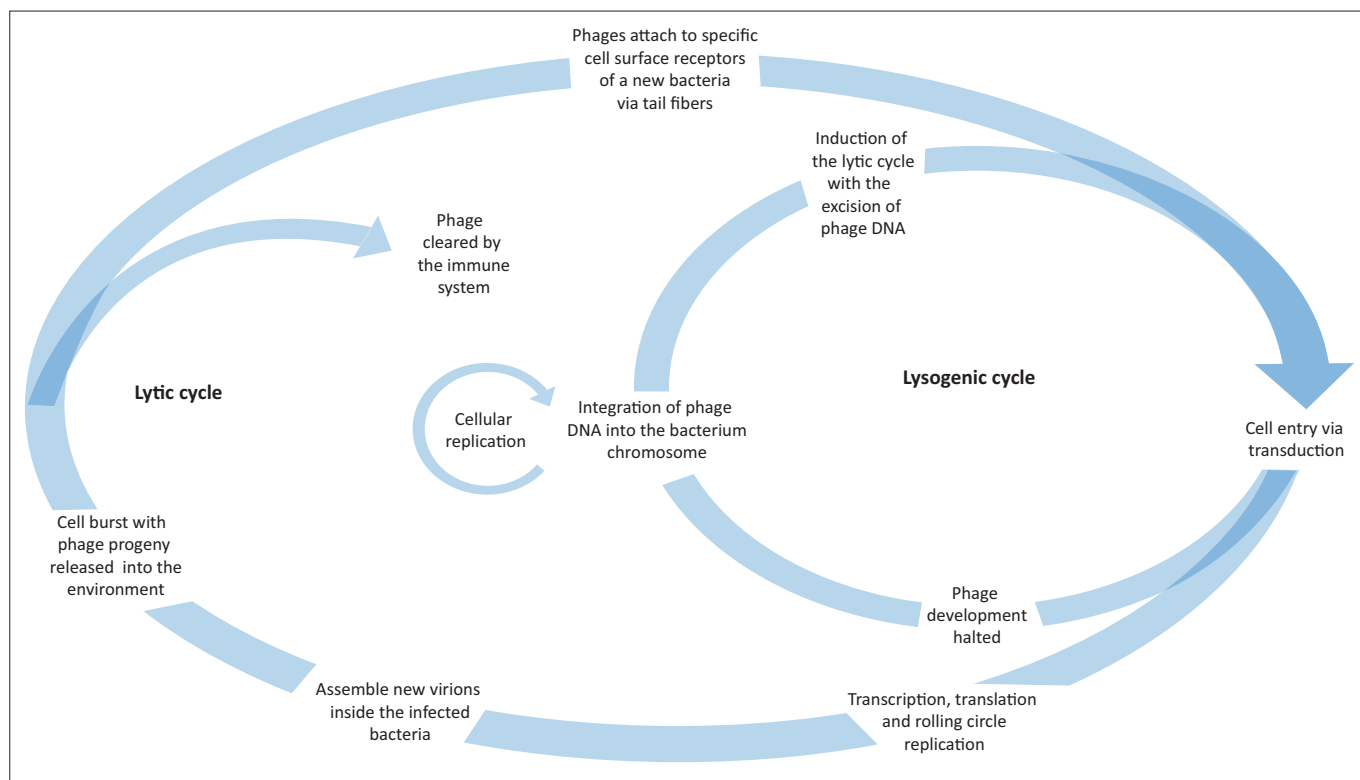 Phages attach to specific
cell surface receptors
of a new bacteria
via tail fibers
Induction of
the lytic cycle
with the
excision of
phage DNA
Phage
cleared by
the immune
system
Lytic cycle
Lysogenic cycle
Cellular
replication
Integration of phage
DNA into the bacterium
chromosome
Cell entry via
transduction
Cell burst with
phage progeny
released into the
environment
Phage
development
halted
Assemble new virions
inside the infected
bacteria
Transcription, translation
and rolling circle
replication